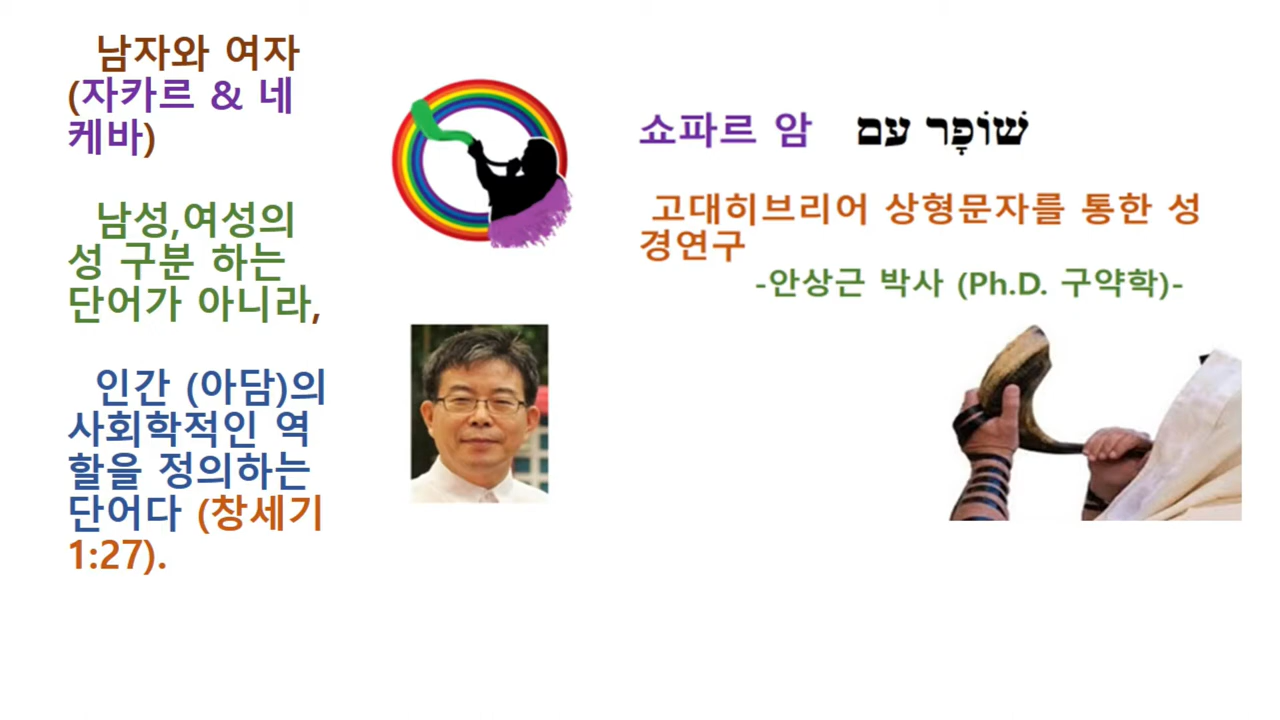 남자와 여자
(자카르 & 네
케바)
남성,여성의
성 구분 하는
단어가 아니라,
인간 (아담)의
사회학적인 역
할을 정의하는
단어다 (창세기
1:27).
쇼파르 암 שׁוֹפָר עם
고대히브리어 상형문자를 통한 성
경연구
-안상근 박사 (Ph.D. 구약학)-